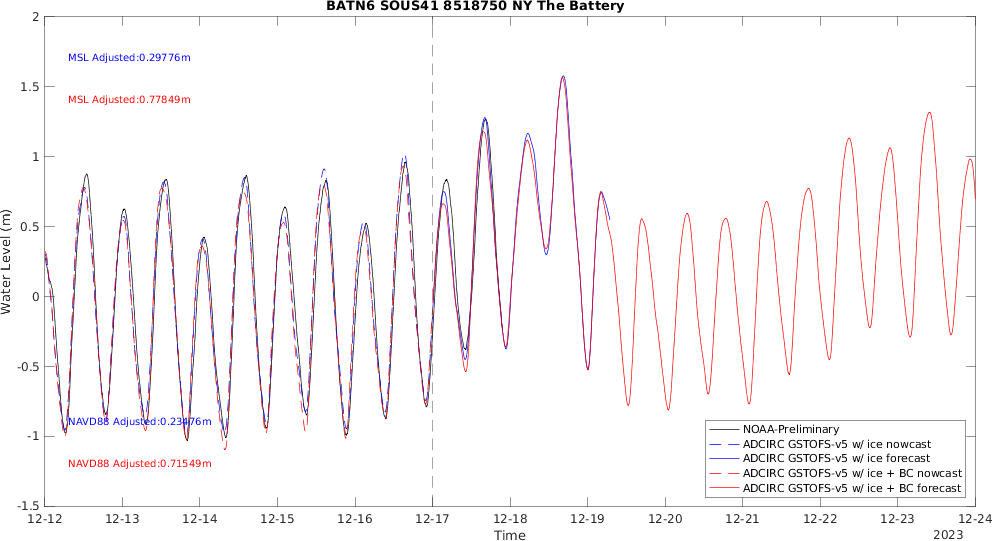 BATN6 SOUS41 8518750 NY The Battery
2
1.5
1
0.5
0
-0.5
-1
-1.5
Water Level (m)
MSL Adjusted:0.29776m
MSL Adjusted:0.77849m
NAVD88 Adjusted:0.23476m
NAVD88 Adjusted:0.71549m
NOAA-Preliminary
ADCIRC GSTOFS-v5 w/ ice nowcast
ADCIRC GSTOFS-v5 w/ ice forecast
ADCIRC GSTOFS-v5 w/ ice + BC nowcast
ADCIRC GSTOFS-v5 w/ ice + BC forecast
12-12 12-13 12-14 12-15 12-16 12-17 12-18 12-19 12-20 12-21 12-22 12-23 12-24
Time
2023